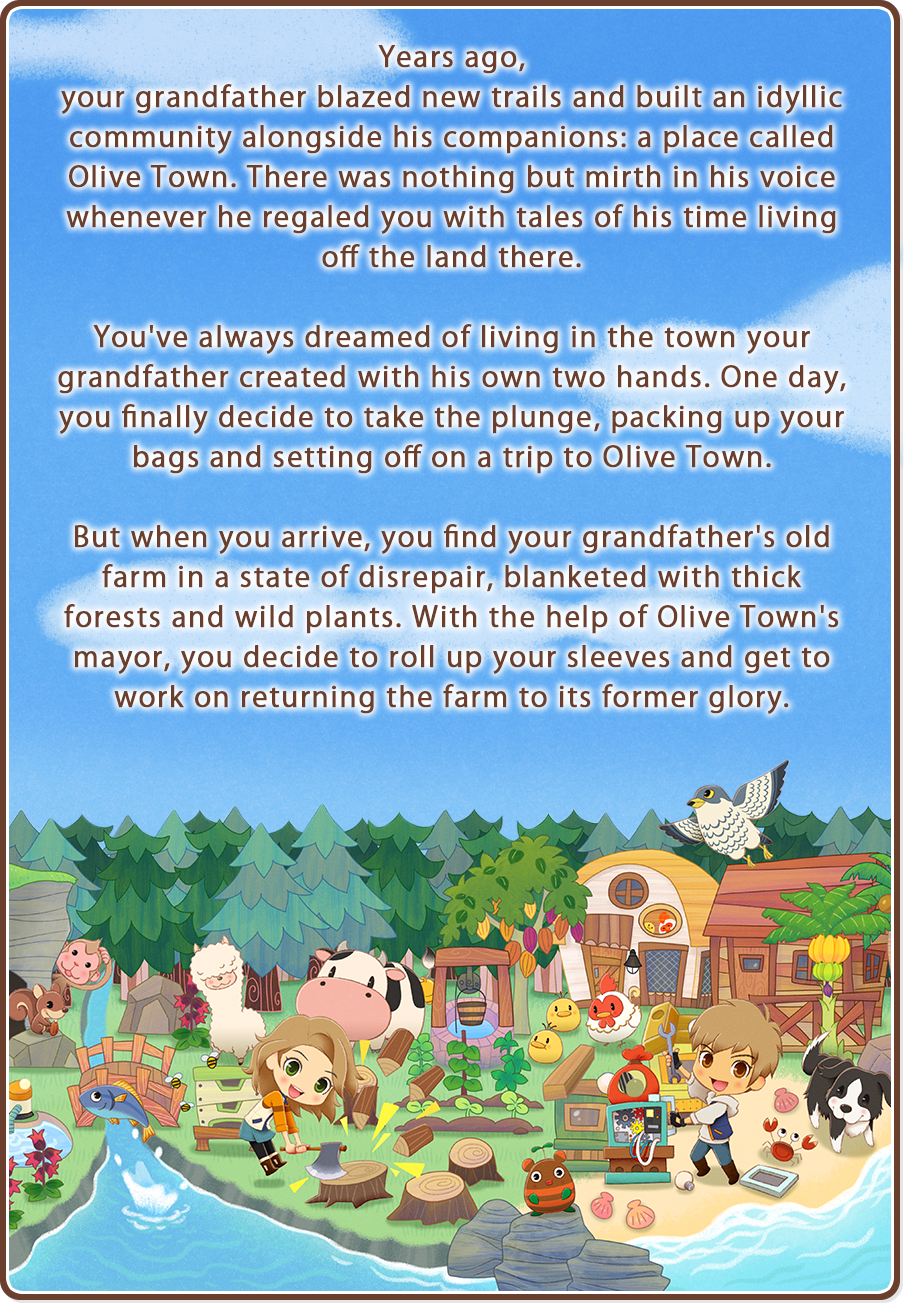 Years ago,
your grandfather blazed new trails and built an idyllic
community alongside his companions: a place called
Olive Town. There was nothing but mirth in his voice
whenever he regaled you with tales of his time living
off the land there.
You've always dreamed of living in the town your
grandfather created with his own two hands. One day,
you finally decide to take the plunge, packing up your
bags and setting off on a trip to Olive Town.
But when you arrive, you find your grandfather's old
farm in a state of disrepair, blanketed with thick
forests and wild plants. With the help of Olive Town's
mayor, you decide to roll up your sleeves and get to
work on returning the farm to its former glory.